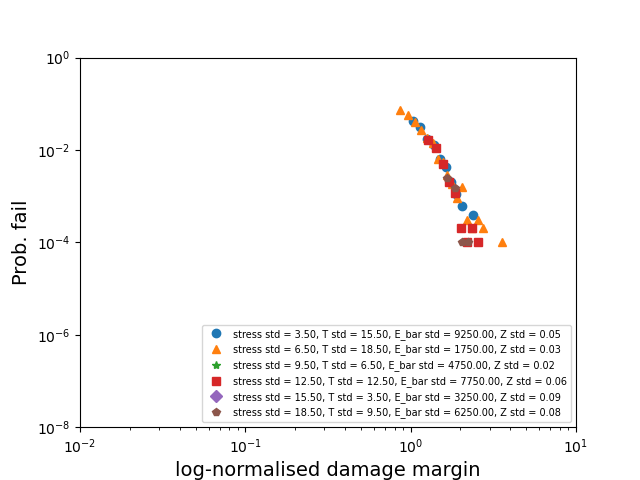 10^0
10^-2
10^-4
10^-6
10^-8
Prob. fail
stress std = 3.50, T std = 15.50, E_bar std = 9250.00, Z std = 0.05
stress std = 6.50, T std = 18.50, E_bar std = 1750.00, Z std = 0.03
stress std = 9.50, T std = 6.50, E_bar std = 4750.00, Z std = 0.02
stress std = 12.50, T std = 12.50, E_bar std = 7750.00, Z std = 0.06
stress std = 15.50, T std = 3.50, E_bar std = 3250.00, Z std = 0.09
stress std = 18.50, T std = 9.50, E_bar std = 6250.00, Z std = 0.08
10^-2 10^-1 10^0 10^1
log-normalised damage margin